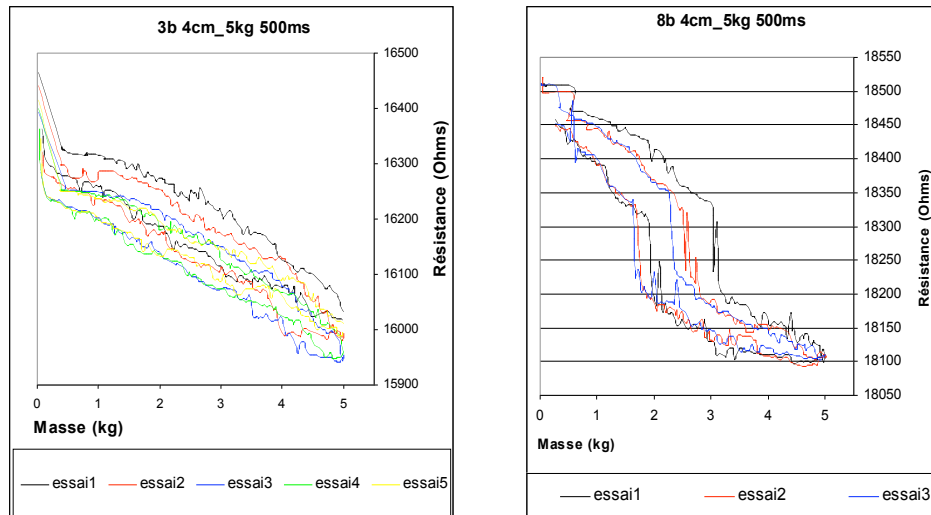 3b 4cm_5kg 500ms
16500
16400
16300
16200
16100
16000
15900
Résistance (Ohms)
0 1 2 3 4 5
Masse (kg)
essai1 essai2 essai3 essai4 essai5
8b 4cm_5kg 500ms
18550
18500
18450
18400
18350
18300
18250
18200
18150
18100
18050
Résistance (Ohms)
0 1 2 3 4 5
Masse (kg)
essai1 essai2 essai3